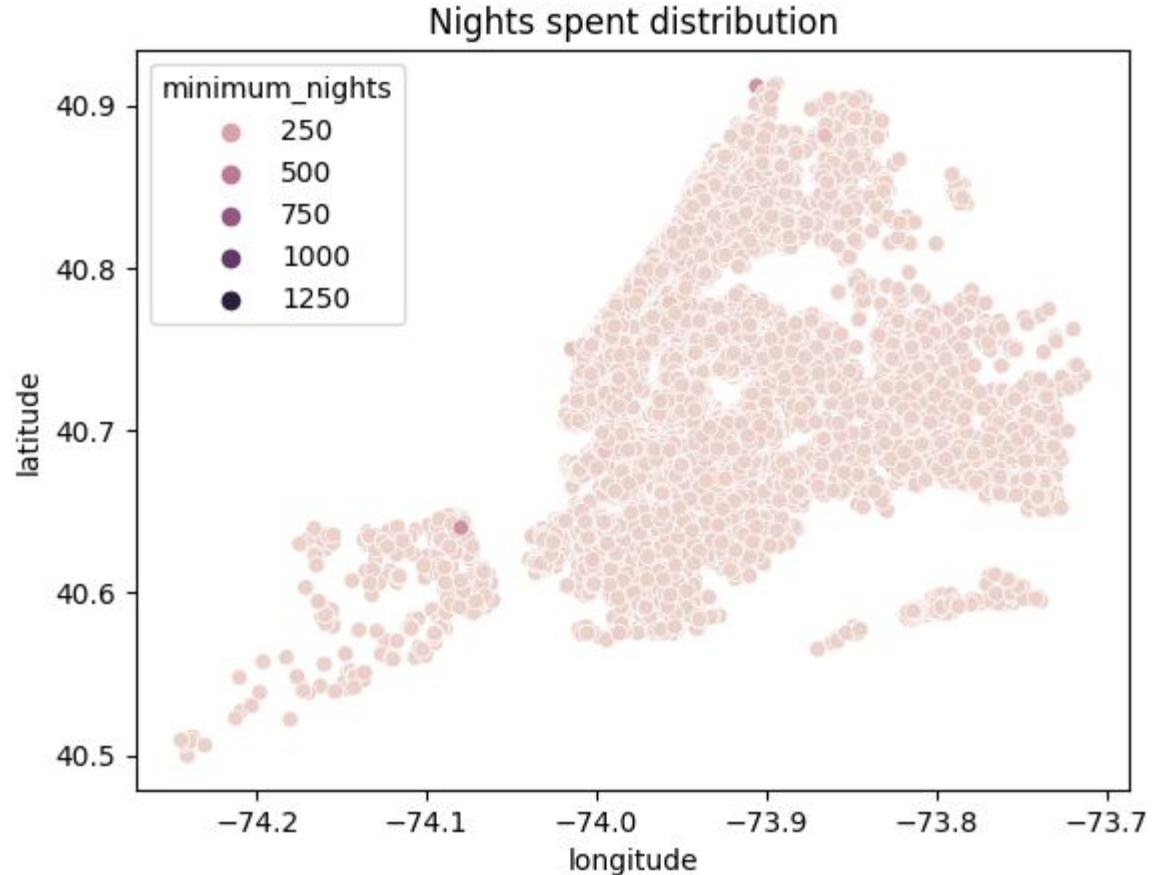 Nights spent distribution
minimum_nights
250
500
750
1000
1250
40.9
40.8
40.7
40.6
40.5
latitude
−74.2 −74.1 −74.0 −73.9 −73.8 −73.7
longitude